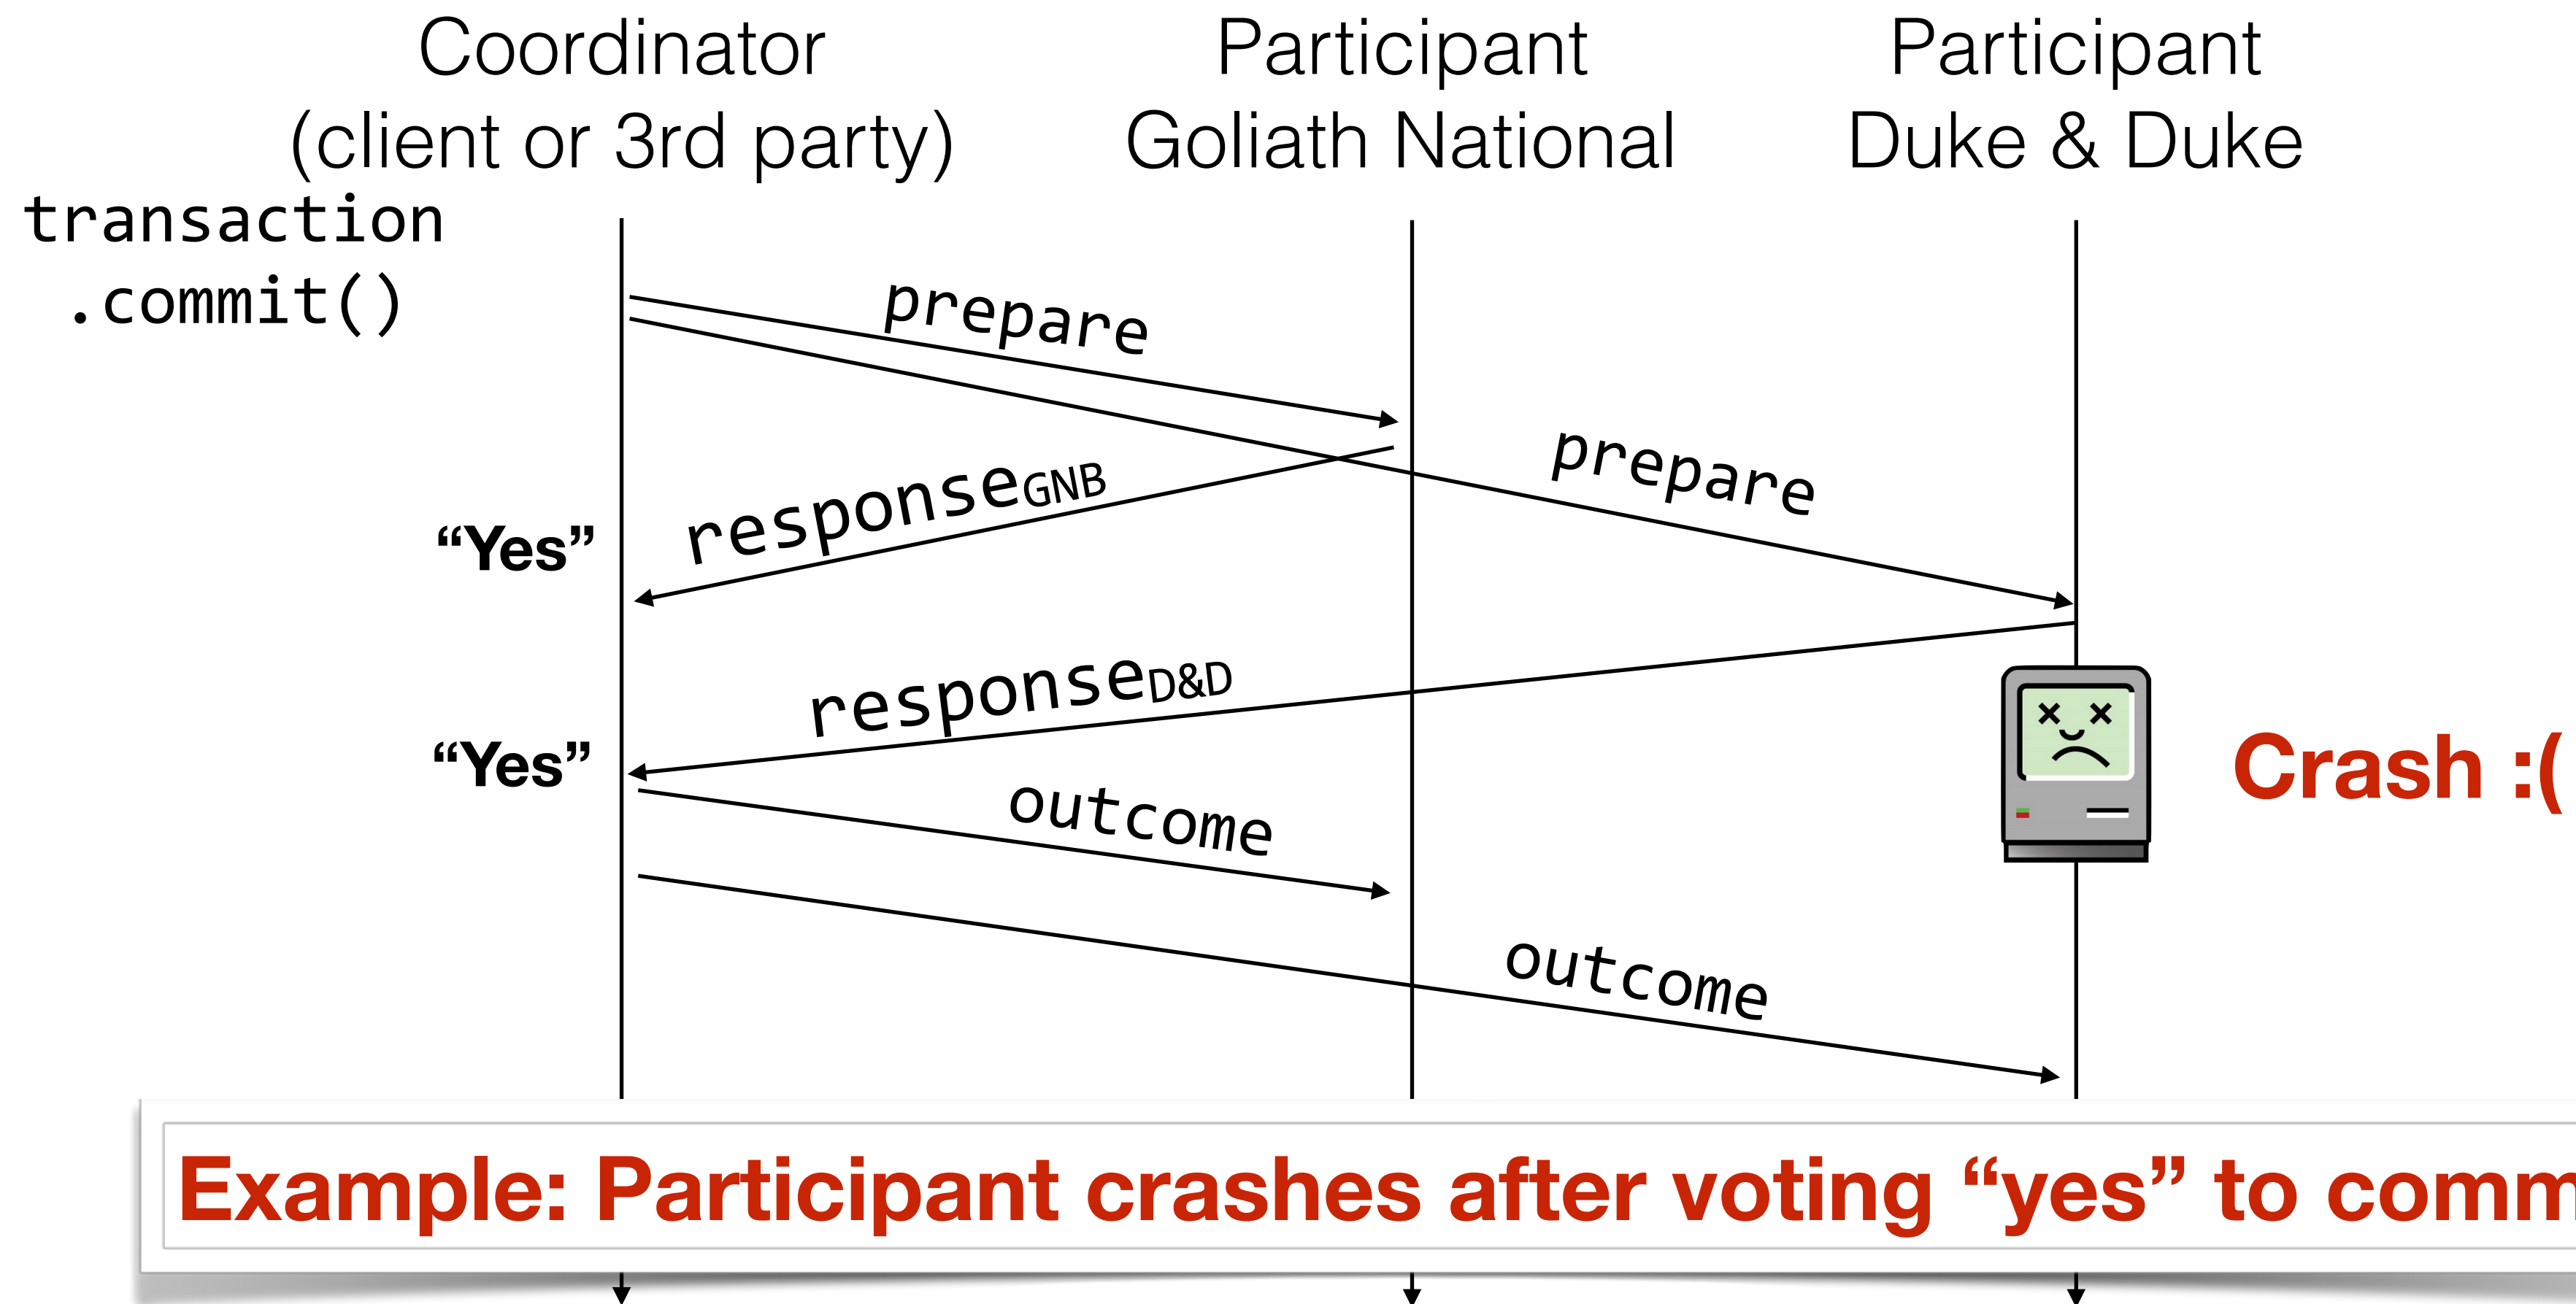 Coordinator
(client or 3rd party)
Participant
Goliath National
Participant
Duke & Duke
transaction
.commit()
prepare
prepare
responseGNB
“Yes”
responseD&D
“Yes”
Crash :(
outcome
outcome
Example: Participant crashes after voting “yes” to